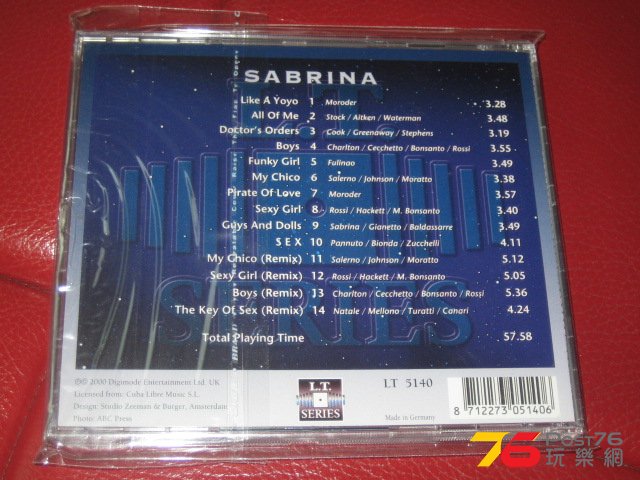 SABRINA
Like A Yoyo 1 Moroder 3.28
All Of Me 2 Stock / Aitken / Waterman 3.48
Doctor's Orders 3 Cook / Greenaway / Stephens 3.19
Boys 4 Charlton / Cecchetto / Bonsanto / Rossi 3.55
Funky Girl 5 Fulinao 3.49
My Chico 6 Salerno / Johnson / Moratto 3.38
Pirate Of Love 7 Moroder 3.57
Sexy Girl 8 Rossi / Hackett / M. Bonsanto 3.40
Guys And Dolls 9 Sabrina / Gianetto / Baldassarre 3.49
S E X 10 Pannuto / Bionda / Zucchelli 4.11
My Chico (Remix) 11 Salerno / Johnson / Moratto 5.12
Sexy Girl (Remix) 12 Rossi / Hackett / M. Bonsanto 5.05
Boys (Remix) 13 Charlton / Cecchetto / Bonsanto / Rossi 5.36
The Key Of Sex (Remix) 14 Natale / Mellono / Turatti / Canari 4.24
Total Playing Time 57.58
L.T.
SERIES
℗© 2000 Digimode Entertainment Ltd. UK
Licensed from: Cuba Libre Music S.L.
Design: Studio Zeeman & Burger, Amsterdam
Photo: ABC Press
L.T.
SERIES
LT 5140
Made in Germany
8 712273 051406
76 Post76
玩樂網